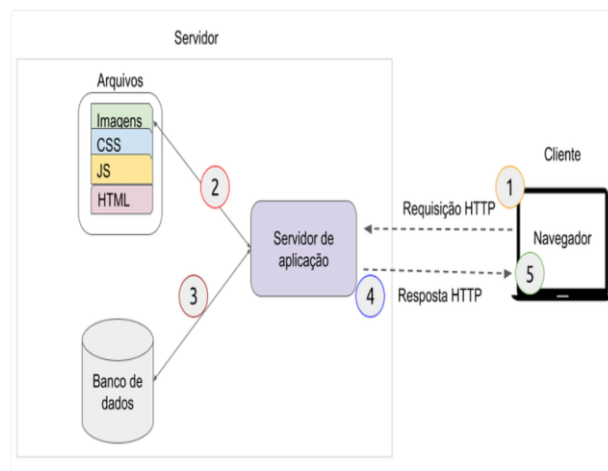 Servidor
Arquivos
Imagens
CSS
JS
HTML
2
Servidor de
aplicação
3
Banco de
dados
Cliente
1
Requisição HTTP
Navegador
5
4
Resposta HTTP